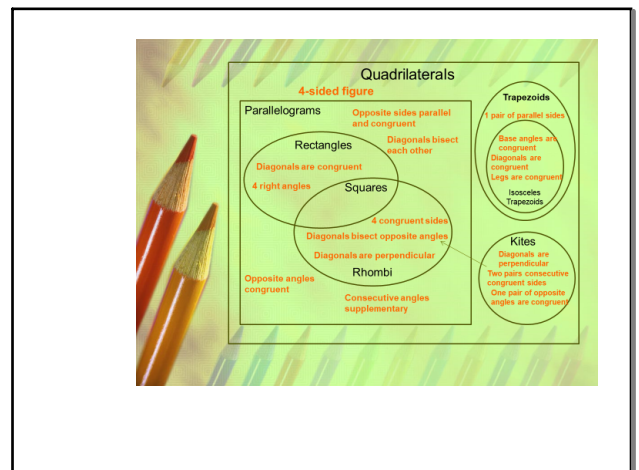 Quadrilaterals
4-sided figure
Parallelograms
Opposite sides parallel
and congruent
Diagonals bisect
each other
Rectangles
Diagonals are congruent
4 right angles
Squares
4 congruent sides
Diagonals bisect opposite angles
Diagonals are perpendicular
Rhombi
Opposite angles
congruent
Consecutive angles
supplementary
Trapezoids
1 pair of parallel sides
Base angles are
congruent
Diagonals are
congruent
Legs are congruent
Isosceles
Trapezoids
Kites
Diagonals are
perpendicular
Two pairs consecutive
congruent sides
One pair of opposite
angles are congruent